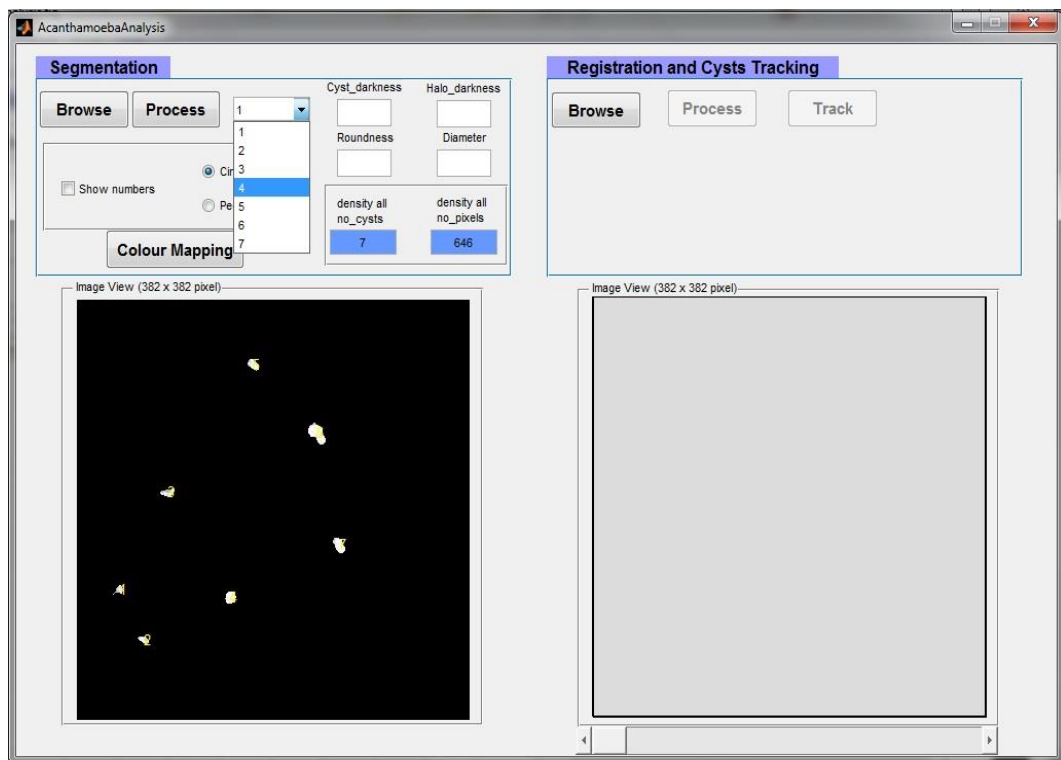 AcanthamoebaAnalysis
Segmentation
Browse
Process
1
1
2
3
4
5
6
7
Cyst_darkness
Halo_darkness
Roundness
Diameter
Show numbers
Cir
Pe
Colour Mapping
density all
no_cysts
7
density all
no_pixels
646
Image View (382 x 382 pixel)
Registration and Cysts Tracking
Browse
Process
Track
Image View (382 x 382 pixel)